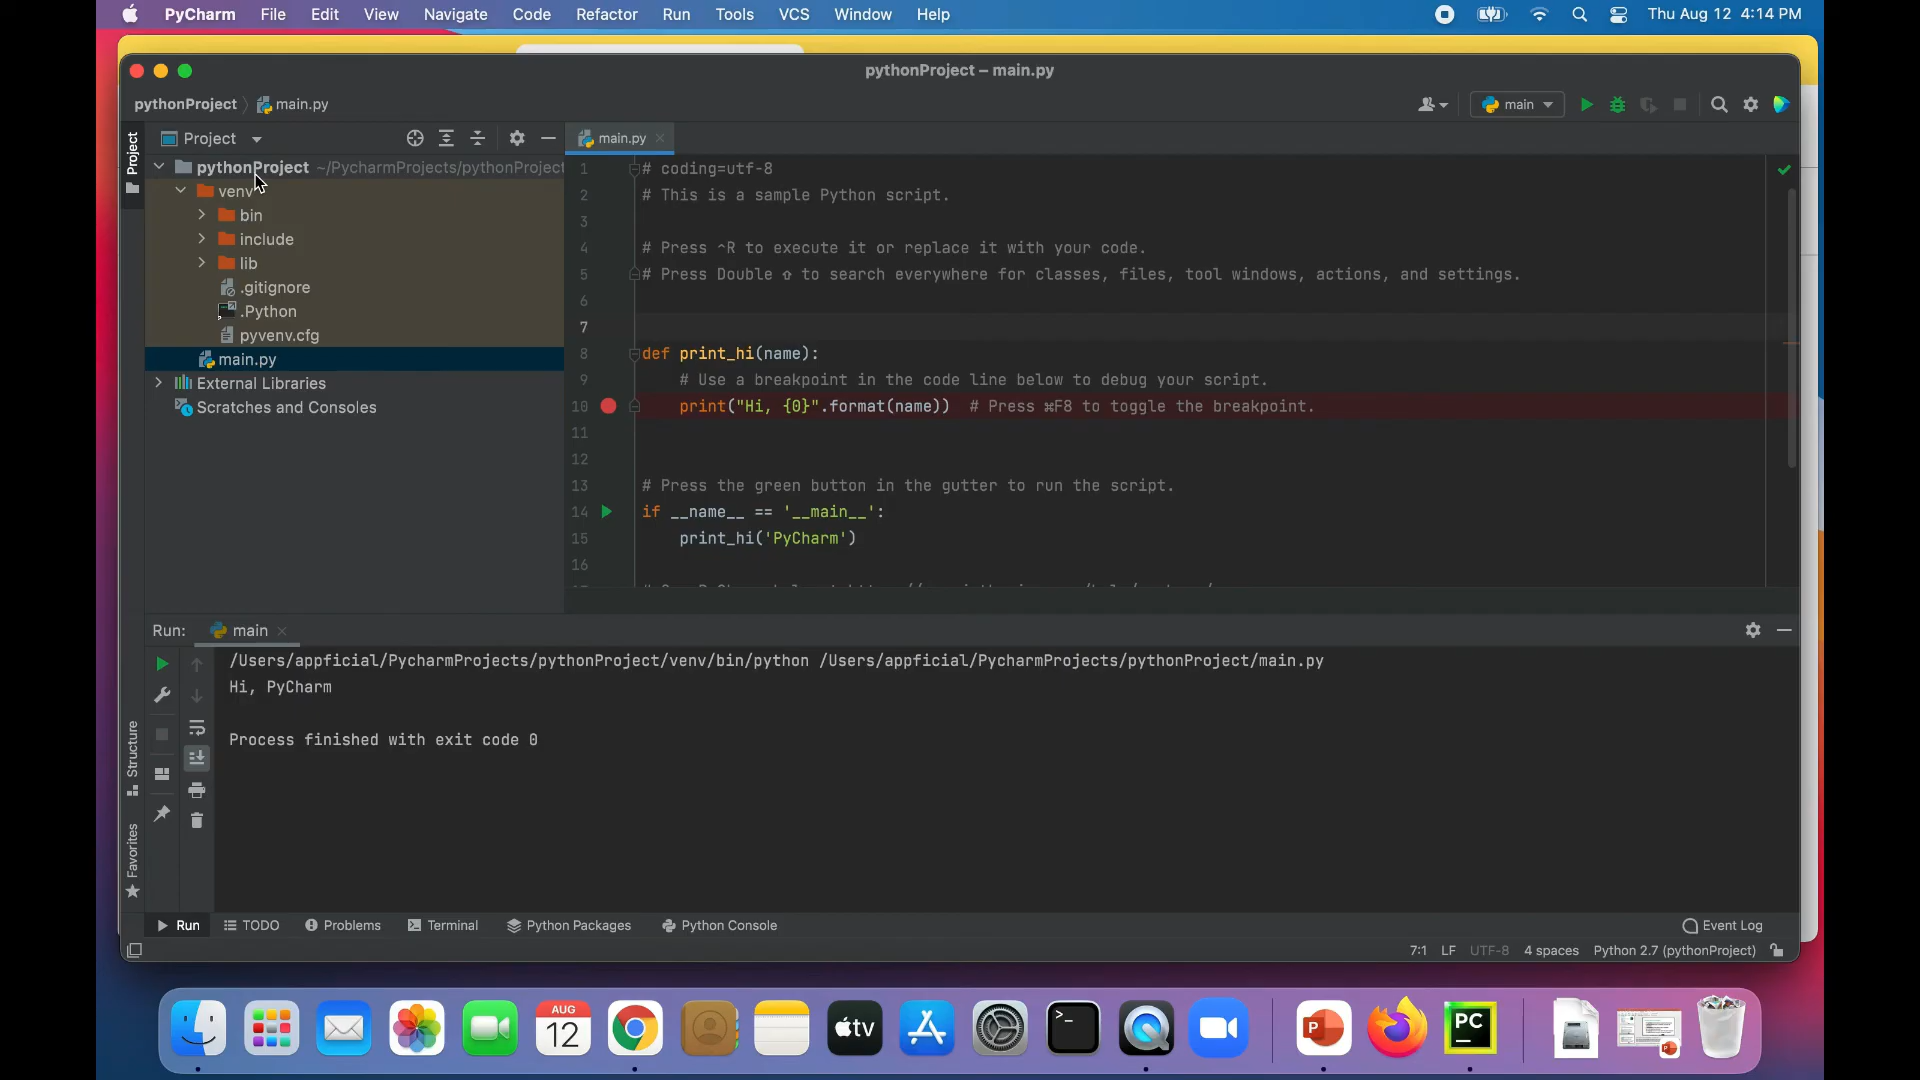 PyCharm File Edit View Navigate Code Refactor Run Tools VCS Window Help Thu Aug 12 4:14 PM
pythonProject – main.py
pythonProject main.py
main
Project
Project
main.py
pythonProject ~/PycharmProjects/pythonProject
venv
bin
include
lib
.gitignore
.Python
pyvenv.cfg
main.py
External Libraries
Scratches and Consoles
1 # coding=utf-8
2 # This is a sample Python script.
3
4 # Press ⌃R to execute it or replace it with your code.
5 # Press Double ⇧ to search everywhere for classes, files, tool windows, actions, and settings.
6
7
8 def print_hi(name):
9 # Use a breakpoint in the code line below to debug your script.
10 print("Hi, {0}".format(name)) # Press ⌘F8 to toggle the breakpoint.
11
12
13 # Press the green button in the gutter to run the script.
14 if __name__ == '__main__':
15 print_hi('PyCharm')
16
Run: main
/Users/appficial/PycharmProjects/pythonProject/venv/bin/python /Users/appficial/PycharmProjects/pythonProject/main.py
Hi, PyCharm
Process finished with exit code 0
Structure
Favorites
Run TODO Problems Terminal Python Packages Python Console Event Log
7:1 LF UTF-8 4 spaces Python 2.7 (pythonProject)
AUG
12
tv
PC